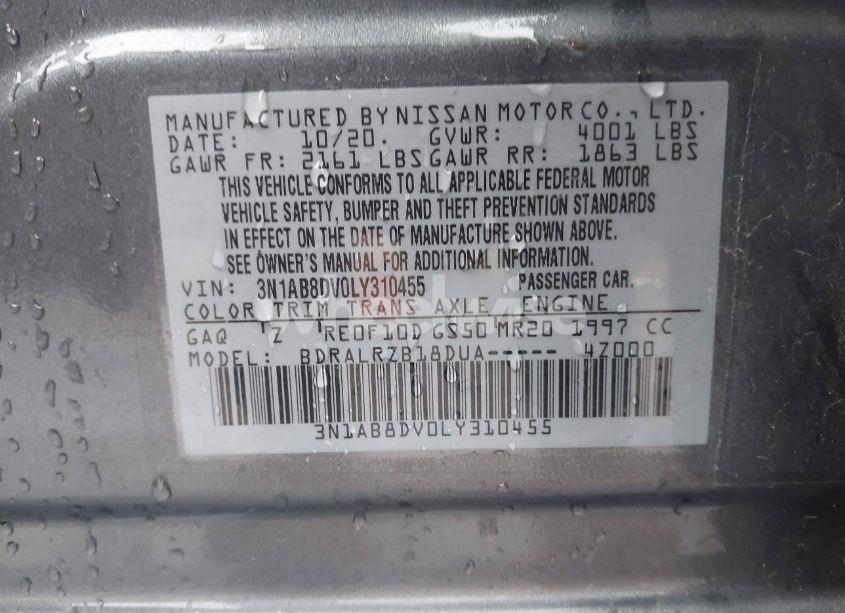 MANUFACTURED BY NISSAN MOTOR CO., LTD.
DATE: 10/20. GVWR: 4001 LBS
GAWR FR: 2161 LBS GAWR RR: 1863 LBS
THIS VEHICLE CONFORMS TO ALL APPLICABLE FEDERAL MOTOR
VEHICLE SAFETY, BUMPER AND THEFT PREVENTION STANDARDS
IN EFFECT ON THE DATE OF MANUFACTURE SHOWN ABOVE.
SEE OWNER'S MANUAL FOR ADDITIONAL INFORMATION.
VIN: 3N1AB8DV0LY310455 PASSENGER CAR.
COLOR TRIM TRANS AXLE ENGINE
GAQ Z RE0F10D GS50 MR20 1997 CC
MODEL: BDRALRZB18DUA----- 4Z000
3N1AB8DV0LY310455